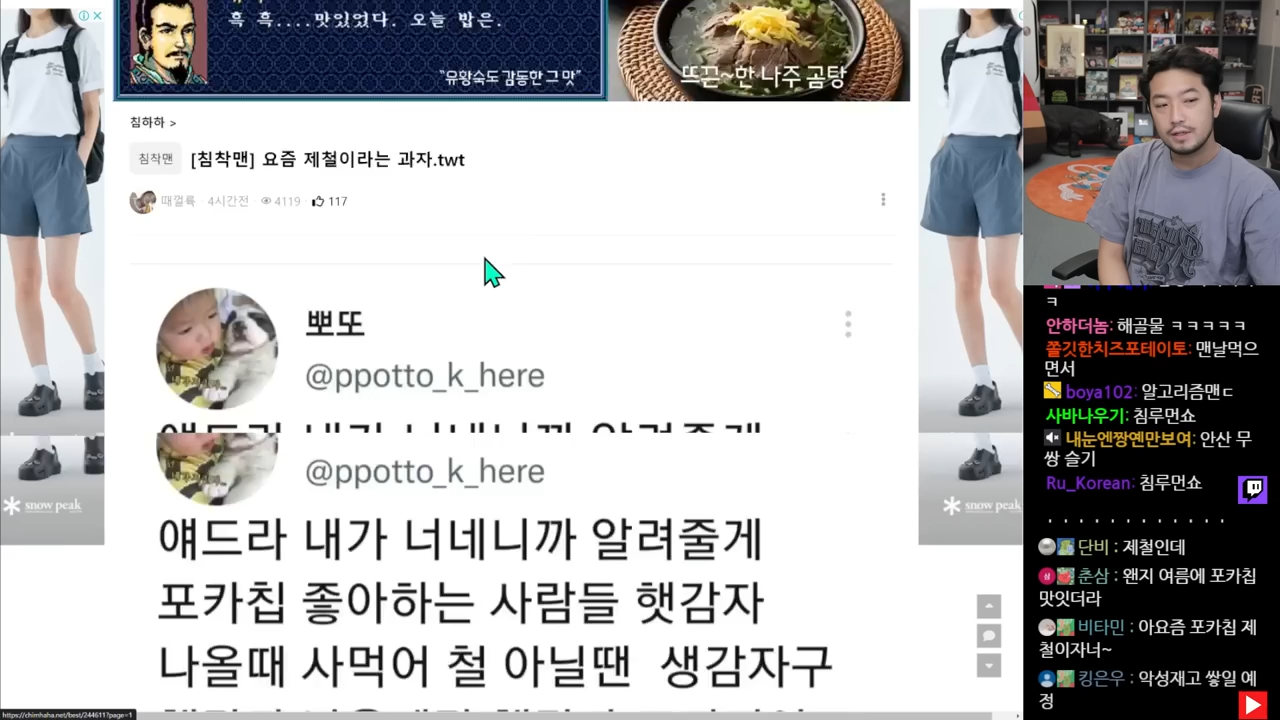 흑 흑....맛있었다. 오늘 밥은.
"유황숙도 감동한 그 맛"
뜨끈~한 나주 곰탕
침하하 >
침착맨 [침착맨] 요즘 제철이라는 과자.twt
때껄룩 4시간전 4119 117
뽀또
@ppotto_k_here
@ppotto_k_here
얘드라 내가 너네니까 알려줄게
포카칩 좋아하는 사람들 햇감자
나올때 사먹어 철 아닐땐 생감자구
snow peak
snow peak
https://chimhaha.net/best/244611?page=1
ㅋ
안하더놈: 해골물 ㅋㅋㅋㅋㅋ
쫄깃한치즈포테이토: 맨날먹으
면서
boya102: 알고리즘맨ㄷ
사바나우기: 침루먼쇼
내눈엔짱옌만보여: 안산 무
쌍 슬기
Ru_Korean: 침루먼쇼
단비 : 제철인데
춘삼 : 왠지 여름에 포카칩
맛잇더라
비타민 : 아요즘 포카칩 제
철이자너~
킹은우 : 악성재고 쌓일 예
정